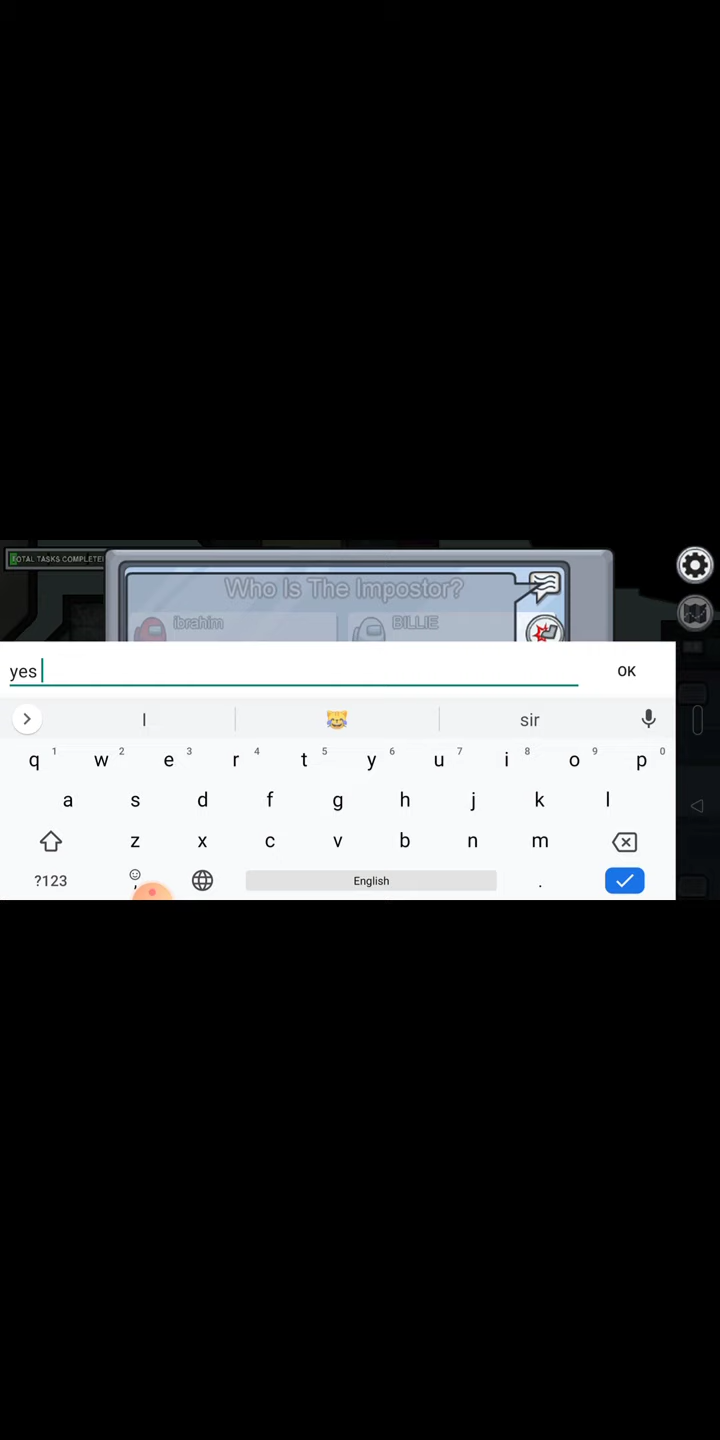 TOTAL TASKS COMPLETE
Who Is The Impostor?
ibrahim BILLIE
yes OK
I sir
q 1 w 2 e 3 r 4 t 5 y 6 u 7 i 8 o 9 p 0
a s d f g h j k l
z x c v b n m
?123 , English .